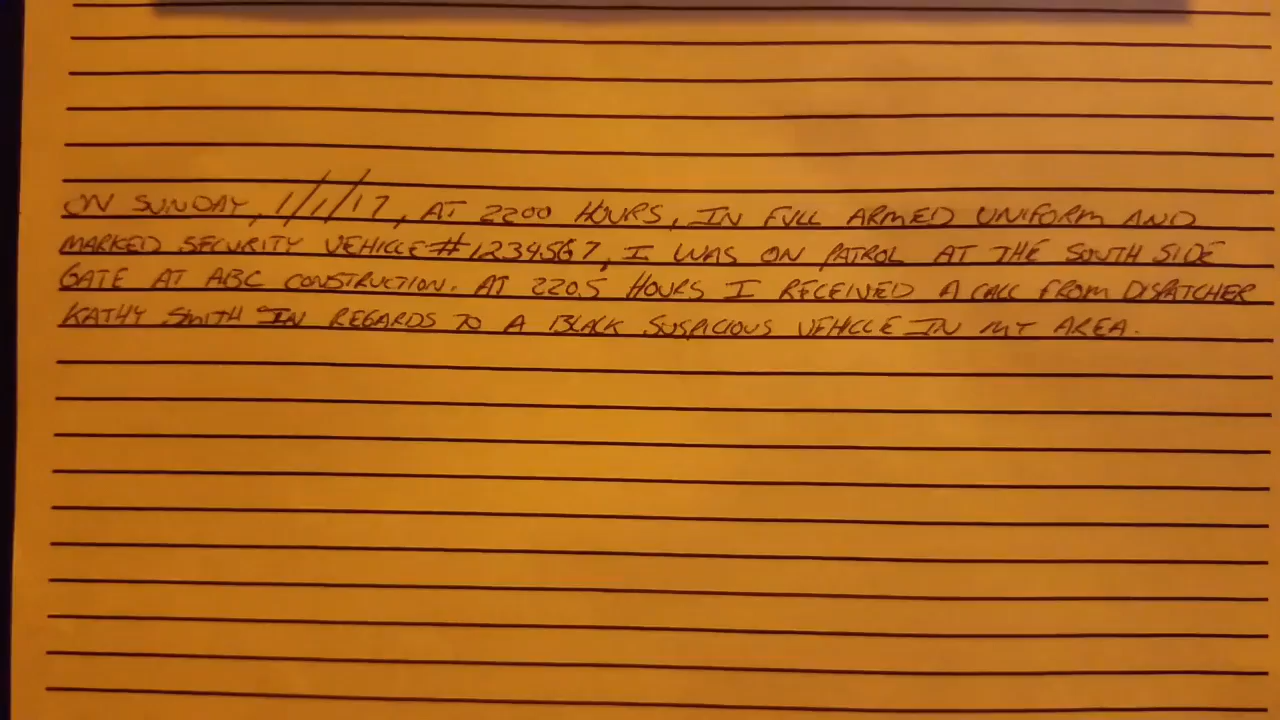 ON SUNDAY, 1/1/17, AT 2200 HOURS, IN FULL ARMED UNIFORM AND
MARKED SECURITY VEHICLE #1234567, I WAS ON PATROL AT THE SOUTH SIDE
GATE AT ABC CONSTRUCTION. AT 2205 HOURS I RECEIVED A CALL FROM DISPATCHER
KATHY SMITH IN REGARDS TO A BLACK SUSPICIOUS VEHICLE IN MY AREA.